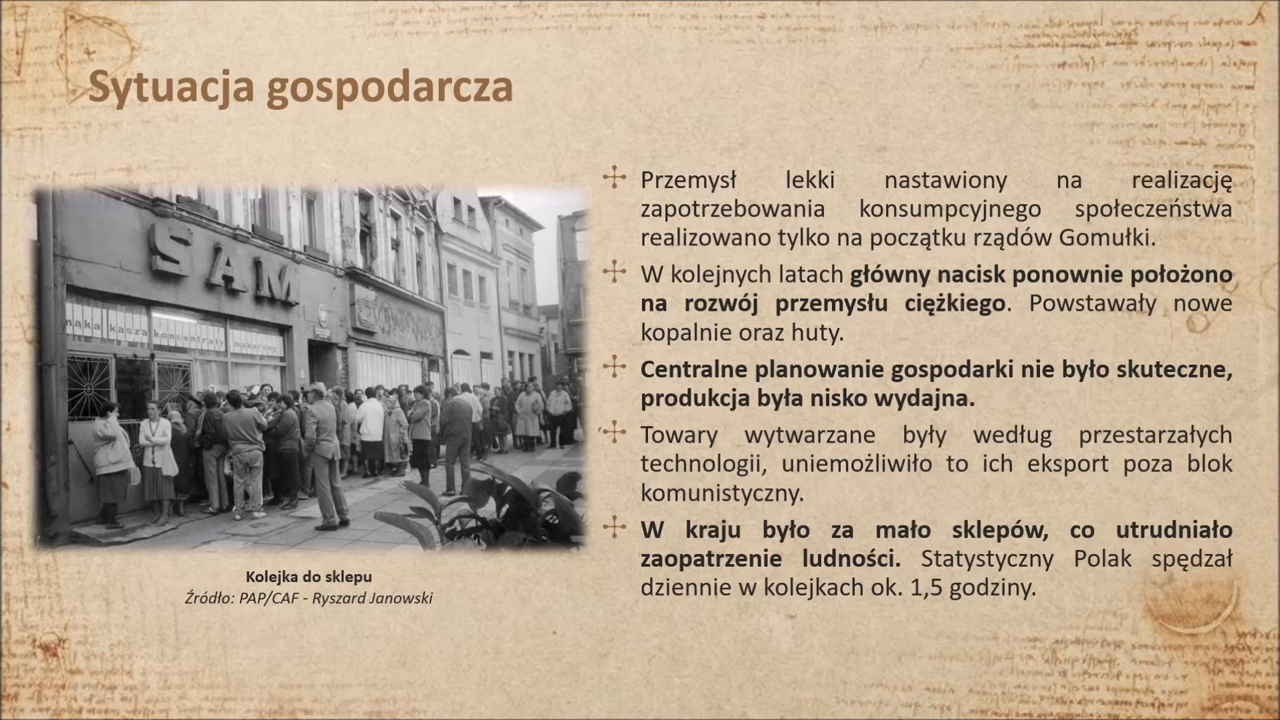 Sytuacja gospodarcza
SAM
mąka kasza koncentraty makarony
Kolejka do sklepu
Źródło: PAP/CAF - Ryszard Janowski
Przemysł lekki nastawiony na realizację
zapotrzebowania konsumpcyjnego społeczeństwa
realizowano tylko na początku rządów Gomułki.
W kolejnych latach główny nacisk ponownie położono
na rozwój przemysłu ciężkiego. Powstawały nowe
kopalnie oraz huty.
Centralne planowanie gospodarki nie było skuteczne,
produkcja była nisko wydajna.
Towary wytwarzane były według przestarzałych
technologii, uniemożliwiło to ich eksport poza blok
komunistyczny.
W kraju było za mało sklepów, co utrudniało
zaopatrzenie ludności. Statystyczny Polak spędzał
dziennie w kolejkach ok. 1,5 godziny.